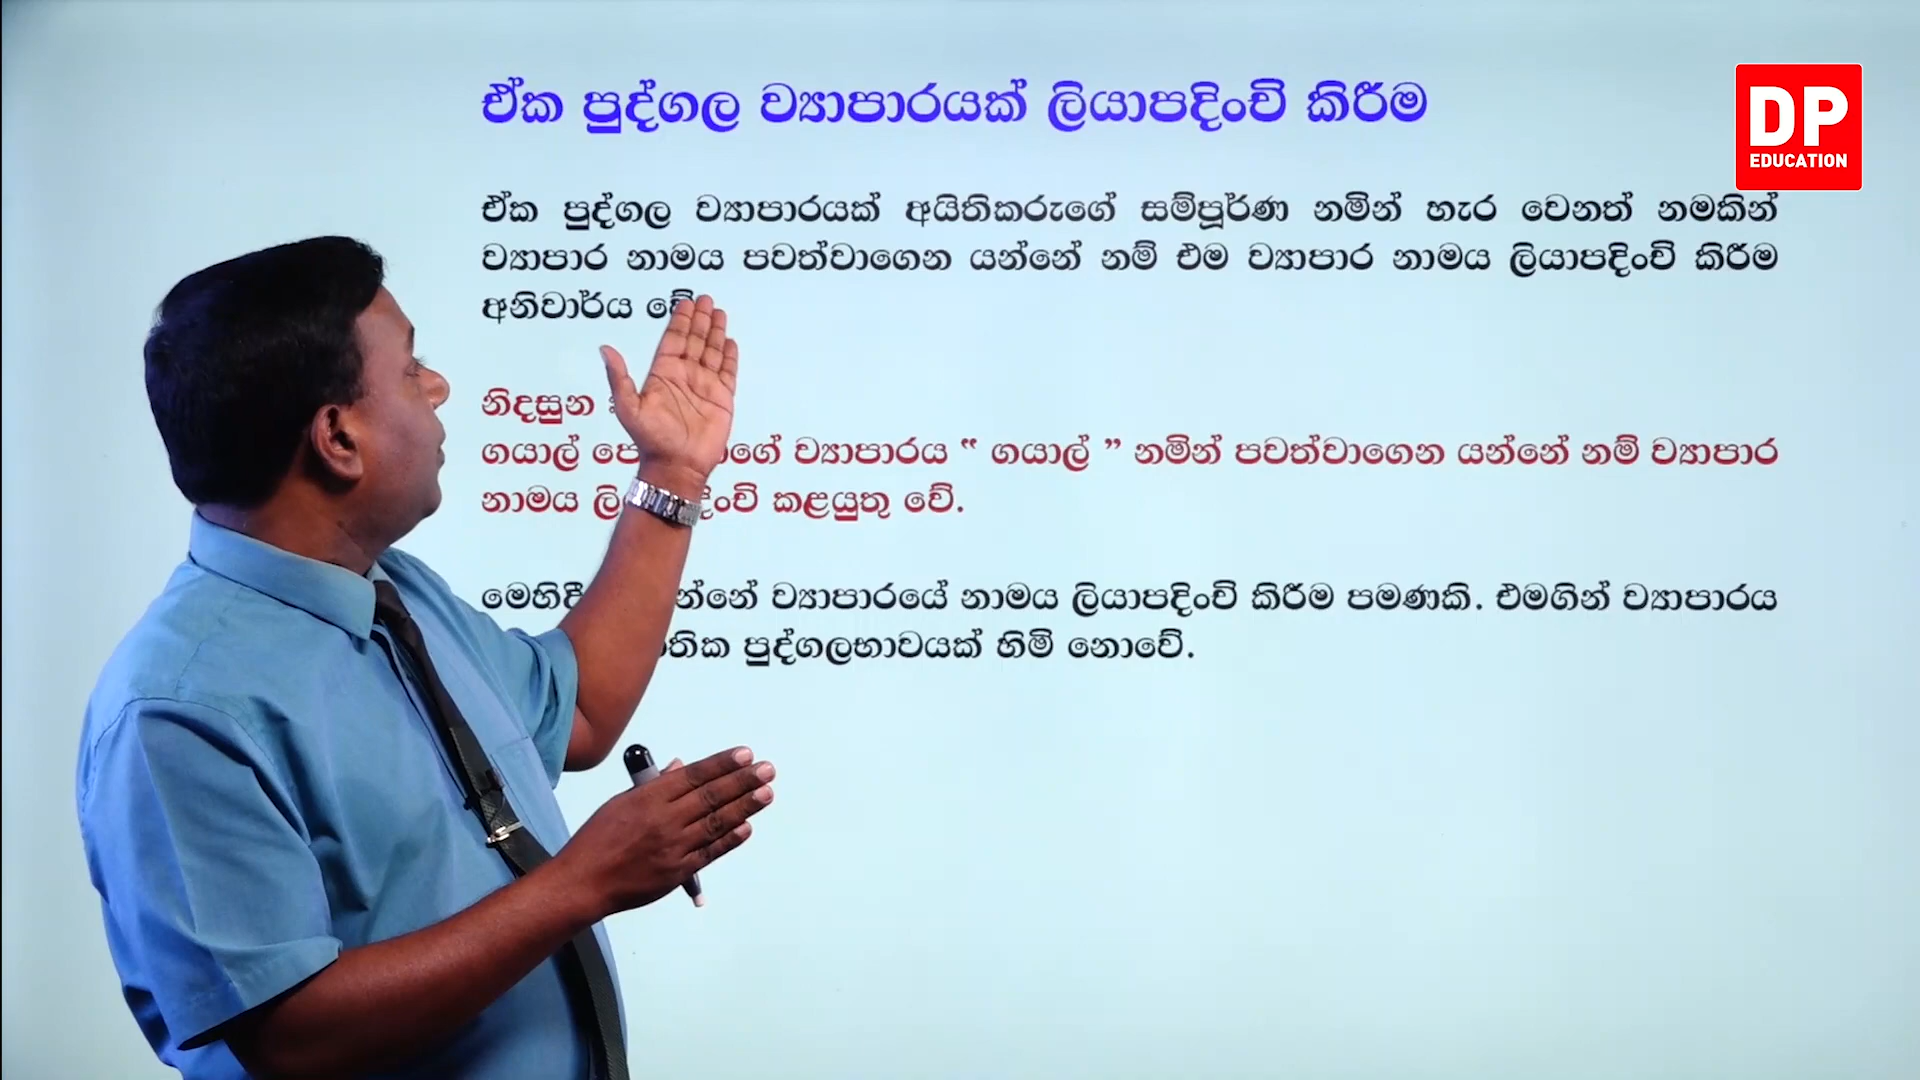 ඒක පුද්ගල ව්‍යාපාරයක් ලියාපදිංචි කිරීම
DP
EDUCATION
ඒක පුද්ගල ව්‍යාපාරයක් අයිතිකරුගේ සම්පූර්ණ නමින් හැර වෙනත් නමකින්
ව්‍යාපාර නාමය පවත්වාගෙන යන්නේ නම් එම ව්‍යාපාර නාමය ලියාපදිංචි කිරීම
අනිවාර්ය වේ
නිදසුන :
ගයාල් ව්‍යාපාරය “ ගයාල් ” නමින් පවත්වාගෙන යන්නේ නම් ව්‍යාපාර
නාමය කළයුතු වේ.
ව්‍යාපාරයේ නාමය ලියාපදිංචි කිරීම පමණකි. එමගින් ව්‍යාපාරය
පුද්ගලභාවයක් හිමි නොවේ.